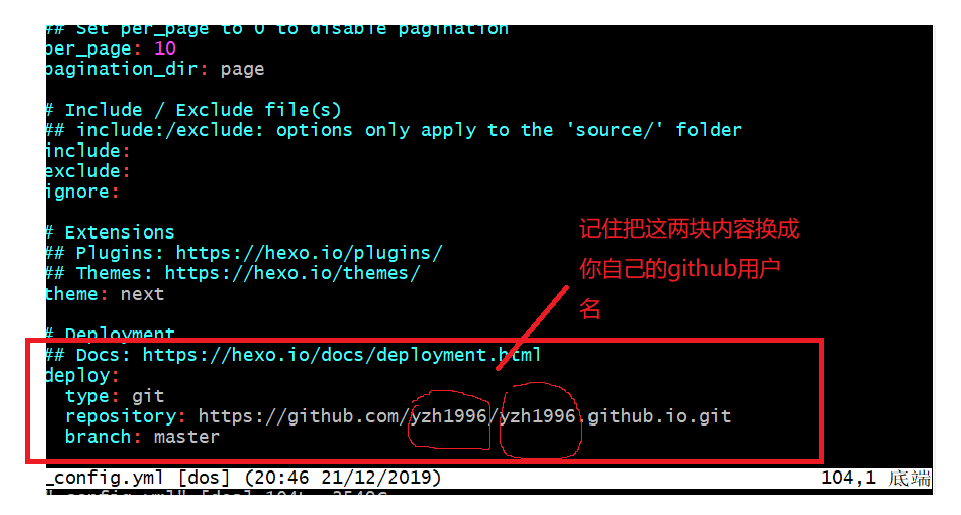 ## Set per_page to 0 to disable pagination
per_page: 10
pagination_dir: page
# Include / Exclude file(s)
## include:/exclude: options only apply to the 'source/' folder
include:
exclude:
ignore:
# Extensions
## Plugins: https://hexo.io/plugins/
## Themes: https://hexo.io/themes/
theme: next
记住把这两块内容换成
你自己的github用户
名
# Deployment
## Docs: https://hexo.io/docs/deployment.html
deploy:
type: git
repository: https://github.com/yzh1996/yzh1996.github.io.git
branch: master
_config.yml [dos] (20:46 21/12/2019) 104,1 底端